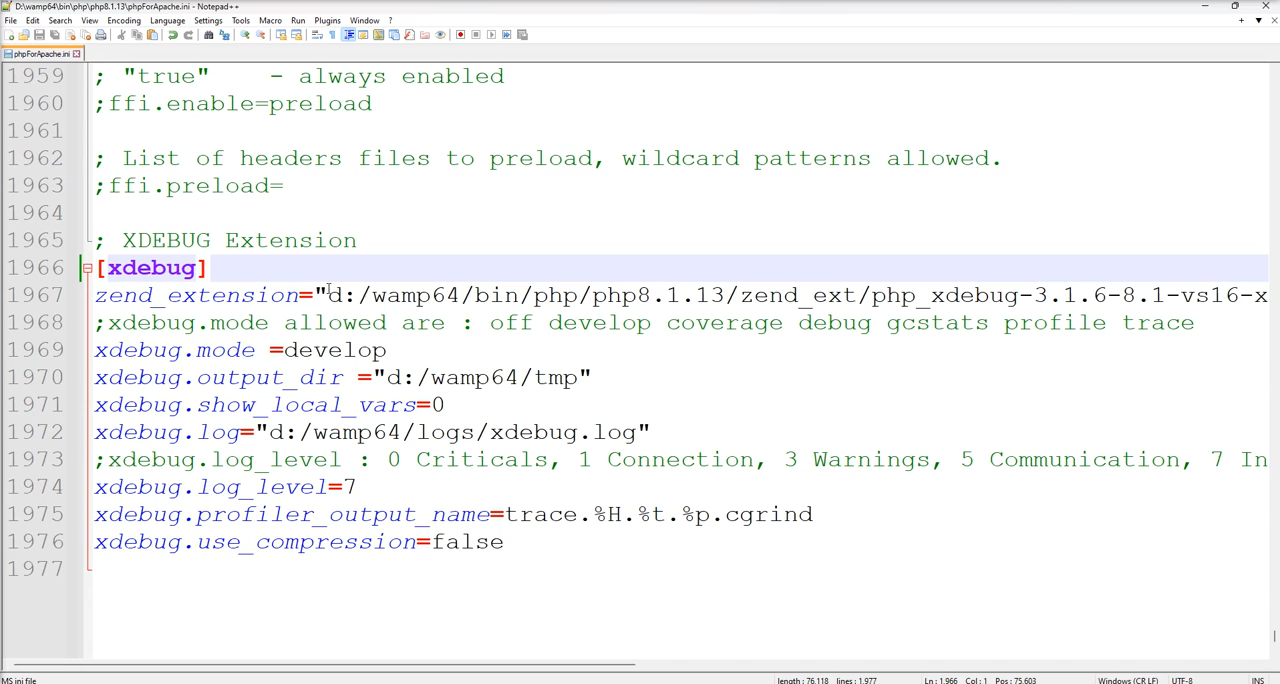 D:\wamp64\bin\php\php8.1.13\phpForApache.ini - Notepad++
File Edit Search View Encoding Language Settings Tools Macro Run Plugins Window ?
phpForApache.ini
1959 ; "true" - always enabled
1960 ;ffi.enable=preload
1961
1962 ; List of headers files to preload, wildcard patterns allowed.
1963 ;ffi.preload=
1964
1965 ; XDEBUG Extension
1966 [xdebug]
1967 zend_extension="d:/wamp64/bin/php/php8.1.13/zend_ext/php_xdebug-3.1.6-8.1-vs16-x
1968 ;xdebug.mode allowed are : off develop coverage debug gcstats profile trace
1969 xdebug.mode =develop
1970 xdebug.output_dir ="d:/wamp64/tmp"
1971 xdebug.show_local_vars=0
1972 xdebug.log="d:/wamp64/logs/xdebug.log"
1973 ;xdebug.log_level : 0 Criticals, 1 Connection, 3 Warnings, 5 Communication, 7 In
1974 xdebug.log_level=7
1975 xdebug.profiler_output_name=trace.%H.%t.%p.cgrind
1976 xdebug.use_compression=false
1977
MS ini file length : 76.118 lines : 1.977 Ln : 1.966 Col : 1 Pos : 75.603 Windows (CR LF) UTF-8 INS